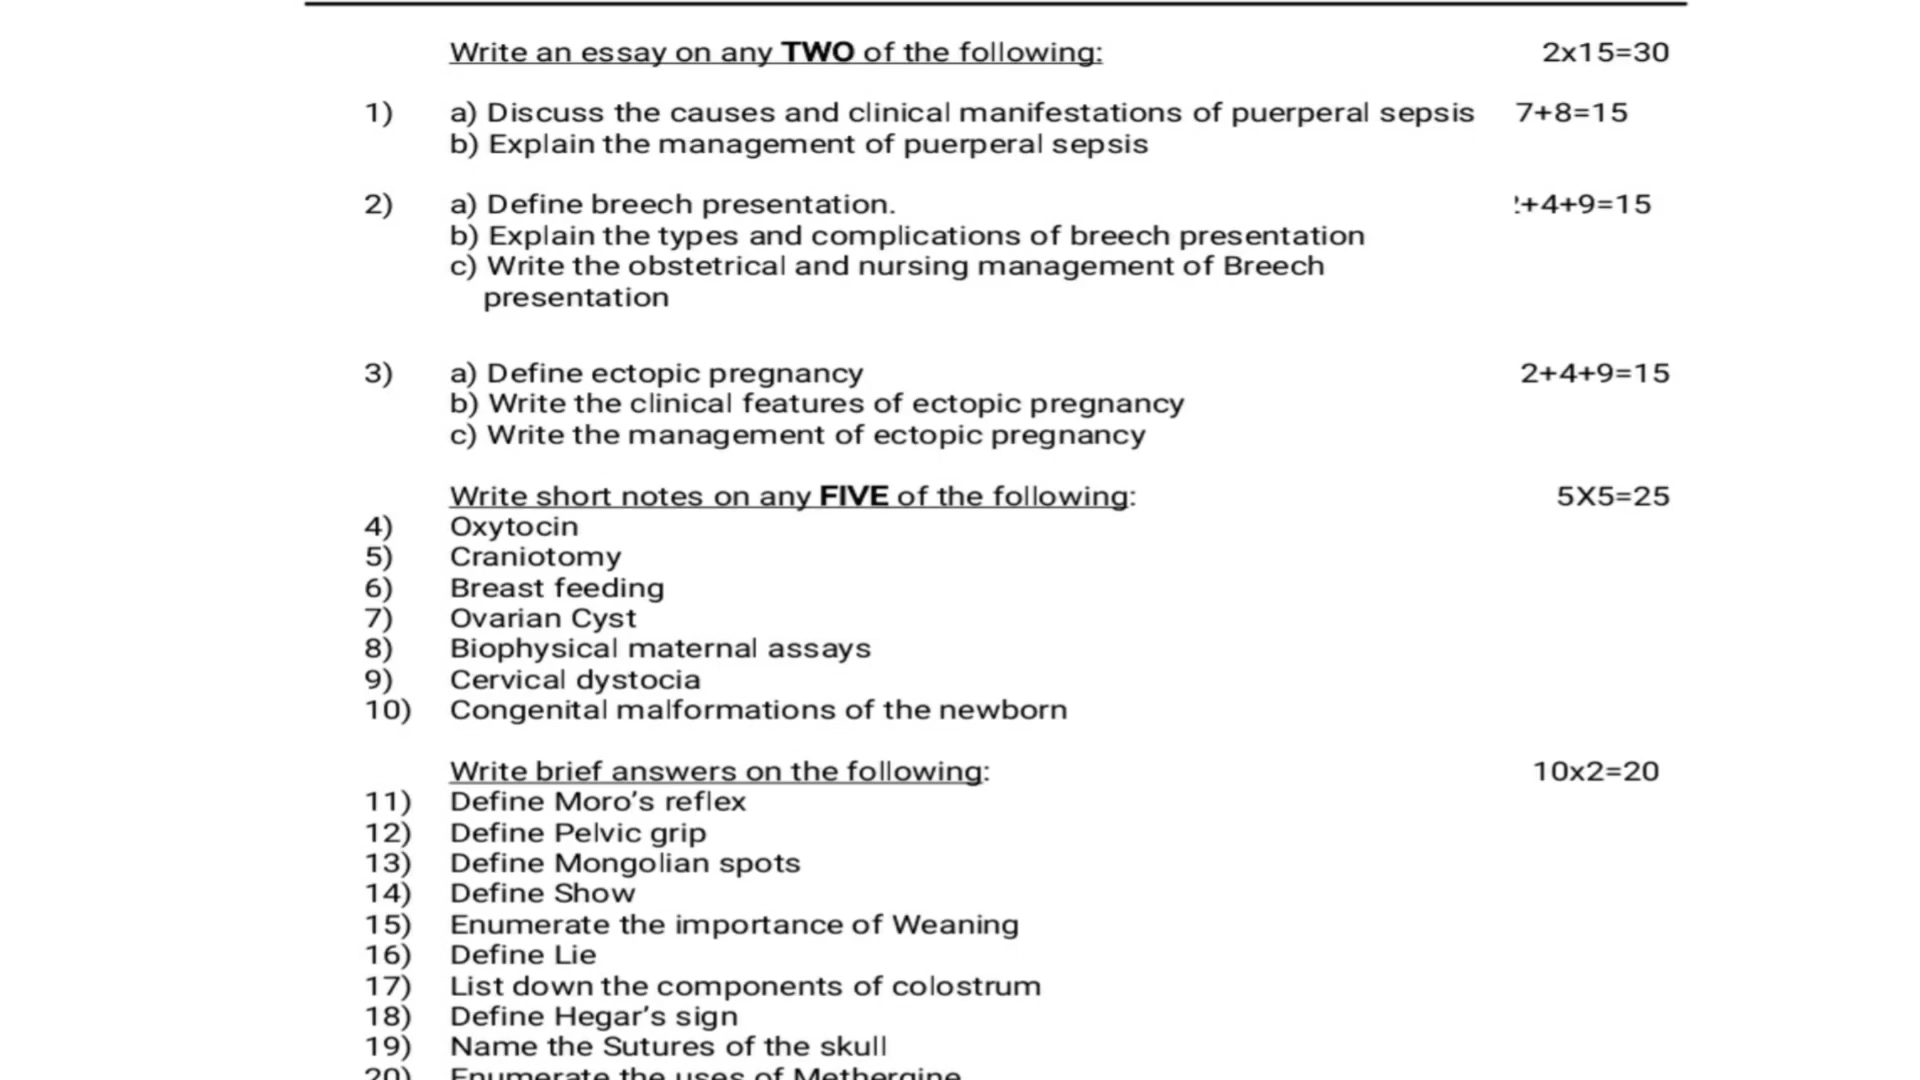 Write an essay on any TWO of the following: 2x15=30
1) a) Discuss the causes and clinical manifestations of puerperal sepsis 7+8=15
b) Explain the management of puerperal sepsis
2) a) Define breech presentation. +4+9=15
b) Explain the types and complications of breech presentation
c) Write the obstetrical and nursing management of Breech
presentation
3) a) Define ectopic pregnancy 2+4+9=15
b) Write the clinical features of ectopic pregnancy
c) Write the management of ectopic pregnancy
Write short notes on any FIVE of the following: 5X5=25
4) Oxytocin
5) Craniotomy
6) Breast feeding
7) Ovarian Cyst
8) Biophysical maternal assays
9) Cervical dystocia
10) Congenital malformations of the newborn
Write brief answers on the following: 10x2=20
11) Define Moro's reflex
12) Define Pelvic grip
13) Define Mongolian spots
14) Define Show
15) Enumerate the importance of Weaning
16) Define Lie
17) List down the components of colostrum
18) Define Hegar's sign
19) Name the Sutures of the skull
20) Enumerate the uses of Methergine